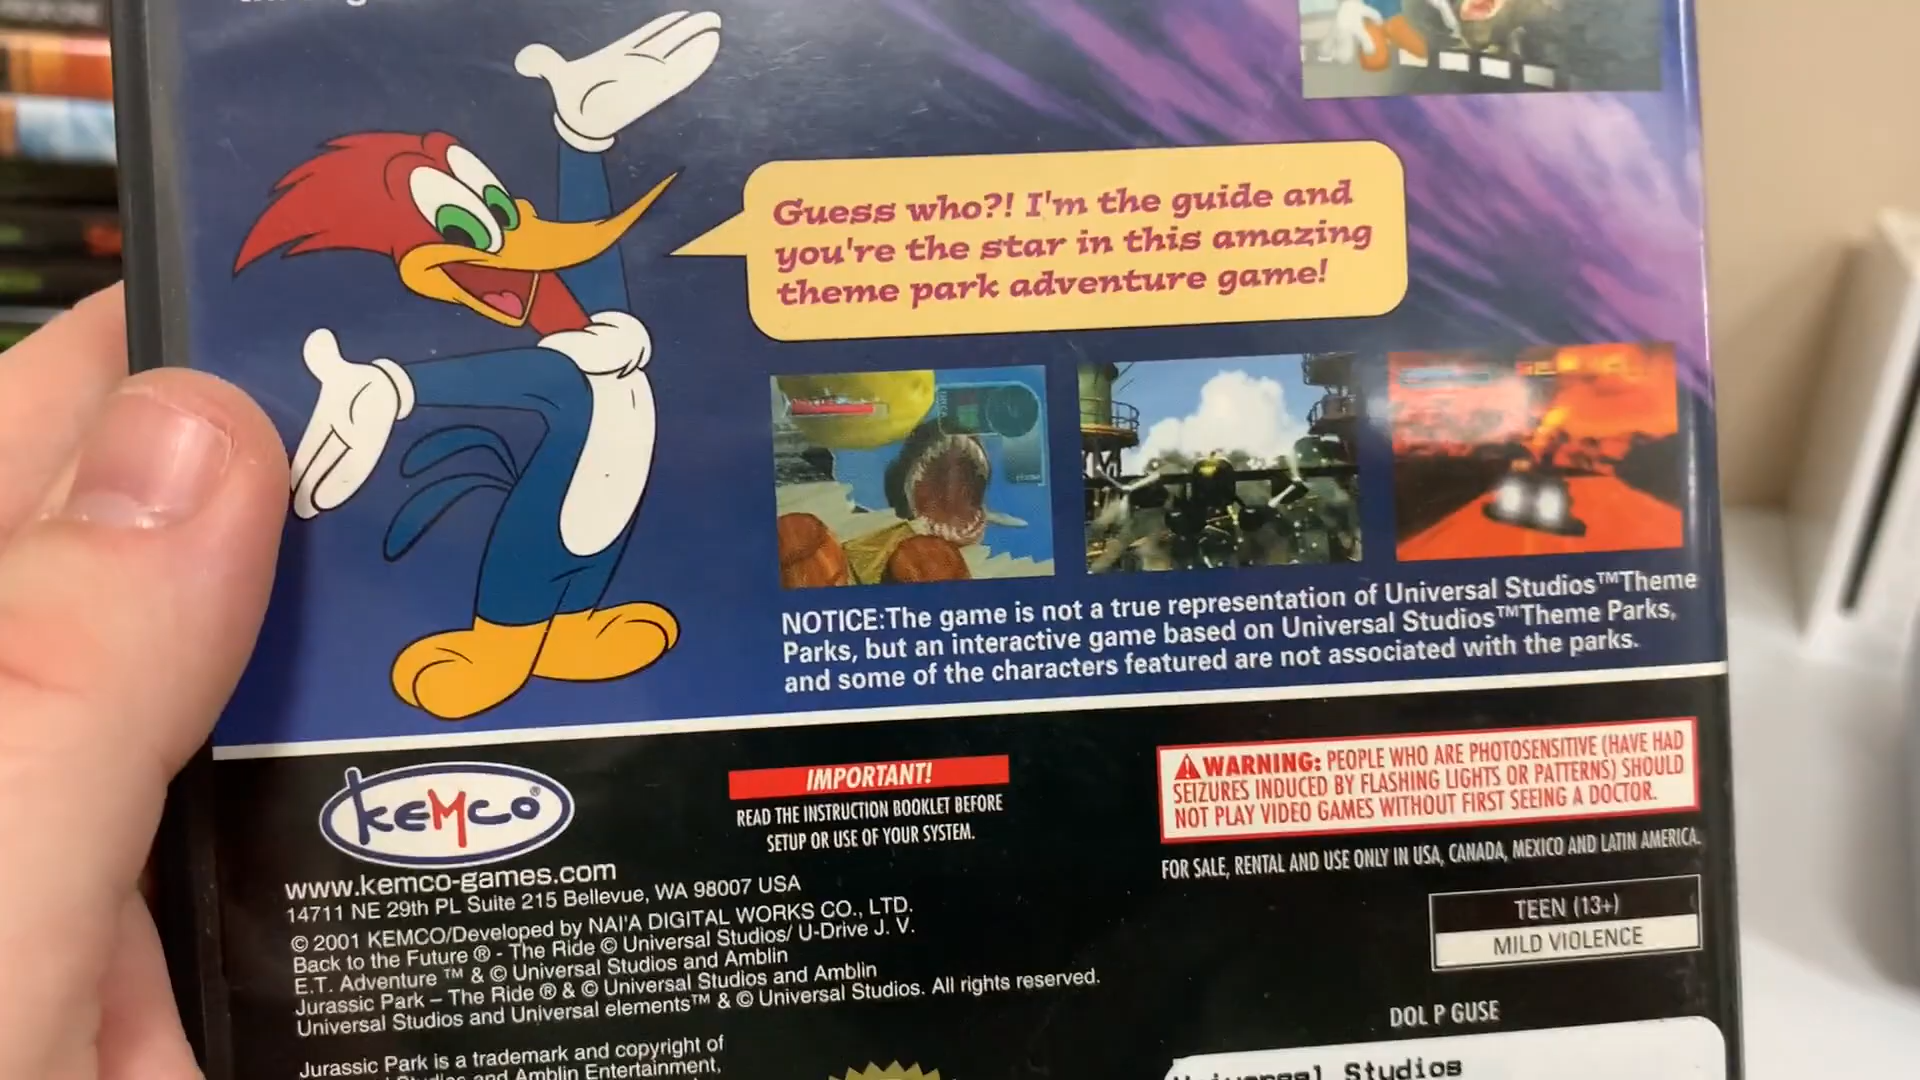 Guess who?! I'm the guide and
you're the star in this amazing
theme park adventure game!
NOTICE:The game is not a true representation of Universal Studios™Theme
Parks, but an interactive game based on Universal Studios™Theme Parks,
and some of the characters featured are not associated with the parks.
KEMCO®
www.kemco-games.com
14711 NE 29th PL Suite 215 Bellevue, WA 98007 USA
© 2001 KEMCO/Developed by NAI'A DIGITAL WORKS CO., LTD.
Back to the Future ® - The Ride © Universal Studios/ U-Drive J. V.
E.T. Adventure ™ & © Universal Studios and Amblin
Jurassic Park – The Ride ® & © Universal Studios and Amblin
Universal Studios and Universal elements™ & © Universal Studios. All rights reserved.
Jurassic Park is a trademark and copyright of
and Amblin Entertainment,
IMPORTANT!
READ THE INSTRUCTION BOOKLET BEFORE
SETUP OR USE OF YOUR SYSTEM.
WARNING: PEOPLE WHO ARE PHOTOSENSITIVE (HAVE HAD
SEIZURES INDUCED BY FLASHING LIGHTS OR PATTERNS) SHOULD
NOT PLAY VIDEO GAMES WITHOUT FIRST SEEING A DOCTOR.
FOR SALE, RENTAL AND USE ONLY IN USA, CANADA, MEXICO AND LATIN AMERICA.
TEEN (13+)
MILD VIOLENCE
DOL P GUSE
Universal Studios